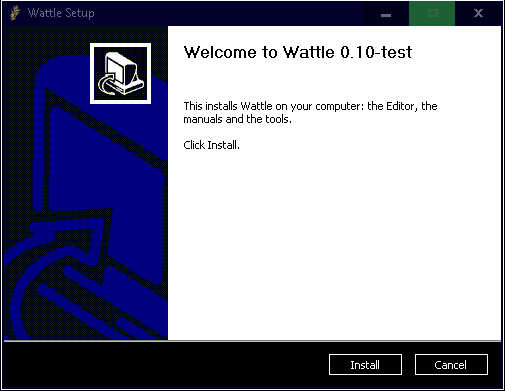 Wattle Setup
Welcome to Wattle 0.10-test
This installs Wattle on your computer: the Editor, the
manuals and the tools.
Click Install.
Install
Cancel